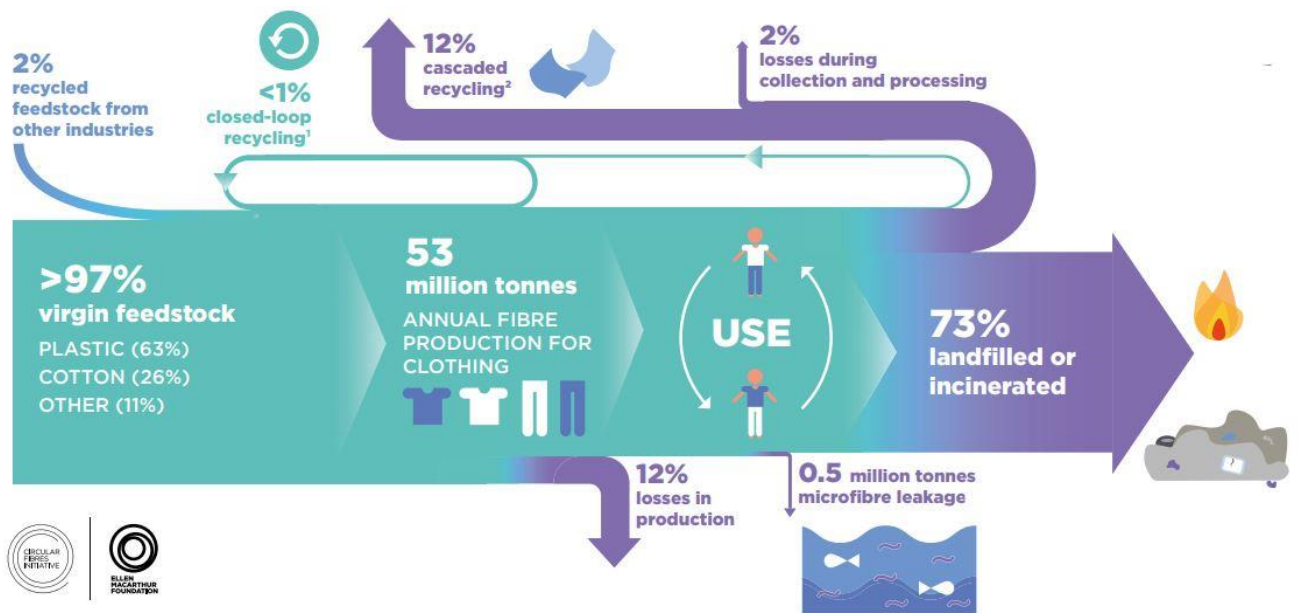 2%
recycled
feedstock from
other industries
<1%
closed-loop
recycling¹
12%
cascaded
recycling²
2%
losses during
collection and processing
>97%
virgin feedstock
PLASTIC (63%)
COTTON (26%)
OTHER (11%)
53
million tonnes
ANNUAL FIBRE
PRODUCTION FOR
CLOTHING
USE
73%
landfilled or
incinerated
12%
losses in
production
0.5 million tonnes
microfibre leakage
CIRCULAR
FIBRES
INITIATIVE
ELLEN
MACARTHUR
FOUNDATION